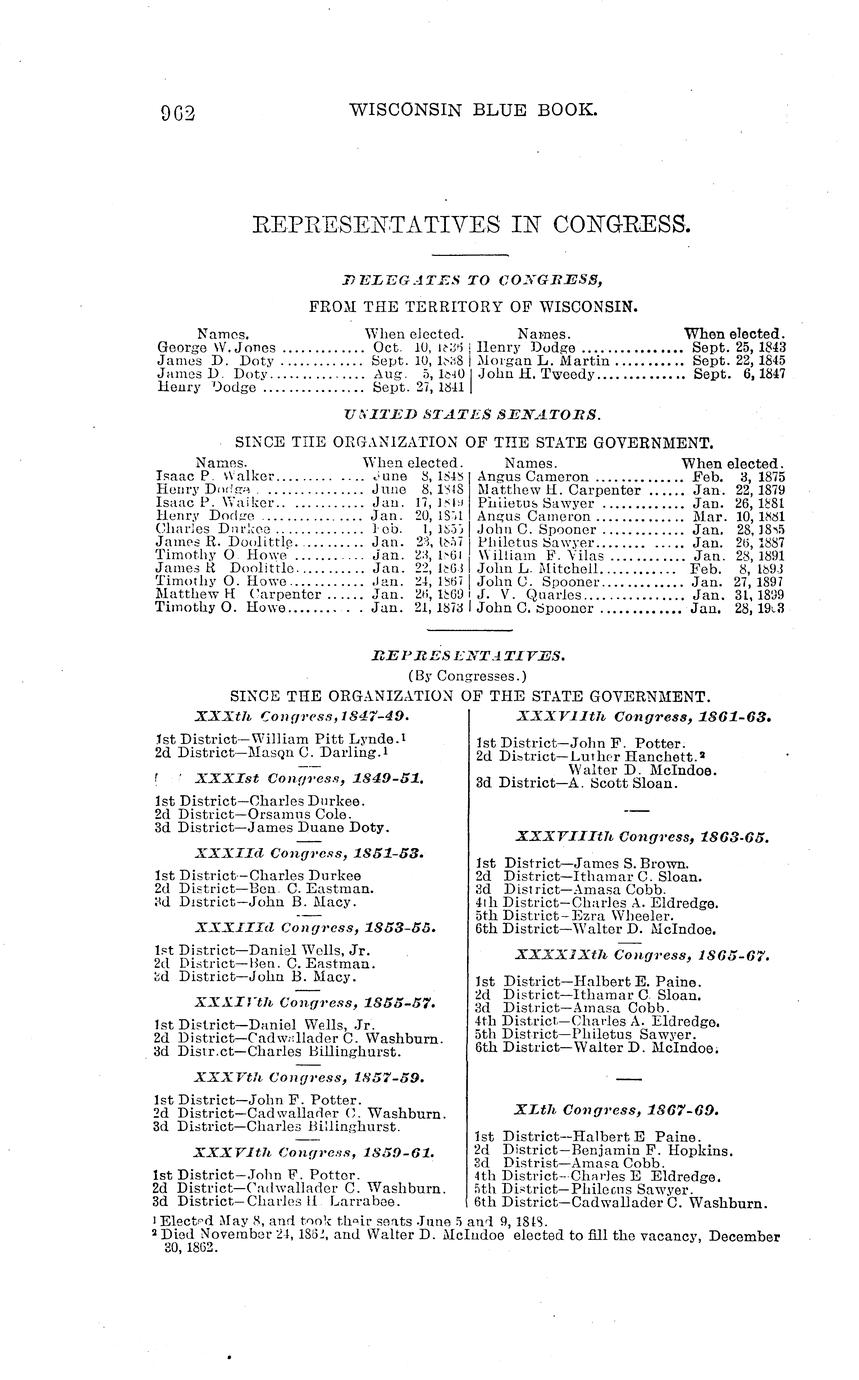 962 WISCONSIN BLUE BOOK.
REPRESENTATIVES IN CONGRESS.
DELEGATES TO CONGRESS,
FROM THE TERRITORY OF WISCONSIN.
Names. When elected.
George W. Jones ............ Oct. 10, 1836
James D. Doty ............ Sept. 10, 1838
James D. Doty.............. Aug. 5, 1840
Henry Dodge .............. Sept. 27, 1841
Names. When elected.
Henry Dodge ............... Sept. 25, 1843
Morgan L. Martin .......... Sept. 22, 1845
John H. Tweedy............. Sept. 6, 1847
UNITED STATES SENATORS.
SINCE THE ORGANIZATION OF THE STATE GOVERNMENT.
Names. When elected.
Isaac P. Walker......... .... June 8, 1848
Henry Dodge . .............. June 8, 1848
Isaac P. Walker.. ........... Jan. 17, 1849
Henry Dodge ............... Jan. 20, 1851
Charles Durkee ............. Feb. 1, 1855
James R. Doolittle.......... Jan. 23, 1857
Timothy O Howe ........... Jan. 23, 1861
James R Doolittle.......... Jan. 22, 1863
Timothy O. Howe........... Jan. 24, 1867
Matthew H Carpenter ...... Jan. 26, 1869
Timothy O. Howe....... . . . Jan. 21, 1873
Names. When elected.
Angus Cameron ............. Feb. 3, 1875
Matthew H. Carpenter ...... Jan. 22, 1879
Philetus Sawyer ............ Jan. 26, 1881
Angus Cameron ............. Mar. 10, 1881
John C. Spooner ............ Jan. 28, 1885
Philetus Sawyer....... ..... Jan. 26, 1887
William F. Vilas ............ Jan. 28, 1891
John L. Mitchell............ Feb. 8, 1893
John C. Spooner............ Jan. 27, 1897
J. V. Quarles............... Jan. 31, 1899
John C. Spooner ............ Jan. 28, 1903
REPRESENTATIVES.
(By Congresses.)
SINCE THE ORGANIZATION OF THE STATE GOVERNMENT.
XXXth Congress, 1847-49.
1st District—William Pitt Lynde.¹
2d District—Mason C. Darling.¹
XXXIst Congress, 1849-51.
1st District—Charles Durkee.
2d District—Orsamus Cole.
3d District—James Duane Doty.
XXXIId Congress, 1851-53.
1st District—Charles Durkee
2d District—Ben. C. Eastman.
3d District—John B. Macy.
XXXIIId Congress, 1853-55.
1st District—Daniel Wells, Jr.
2d District—Ben. C. Eastman.
3d District—John B. Macy.
XXXIVth Congress, 1855-57.
1st District—Daniel Wells, Jr.
2d District—Cadwallader C. Washburn.
3d District—Charles Billinghurst.
XXXVth Congress, 1857-59.
1st District—John F. Potter.
2d District—Cadwallader C. Washburn.
3d District—Charles Billinghurst.
XXXVIth Congress, 1859-61.
1st District—John F. Potter.
2d District—Cadwallader C. Washburn.
3d District—Charles H Larrabee.
XXXVIIth Congress, 1861-63.
1st District—John F. Potter.
2d District—Luther Hanchett.²
Walter D. McIndoe.
3d District—A. Scott Sloan.
XXXVIIIth Congress, 1863-65.
1st District—James S. Brown.
2d District—Ithamar C. Sloan.
3d District—Amasa Cobb.
4th District—Charles A. Eldredge.
5th District-Ezra Wheeler.
6th District—Walter D. McIndoe.
XXXXIXth Congress, 1865-67.
1st District—Halbert E. Paine.
2d District—Ithamar C. Sloan.
3d District—Amasa Cobb.
4th District—Charles A. Eldredge.
5th District—Philetus Sawyer.
6th District—Walter D. McIndoe.
XLth Congress, 1867-69.
1st District—Halbert E Paine.
2d District—Benjamin F. Hopkins.
3d Distrist—Amasa Cobb.
4th District—Charles E Eldredge.
5th District—Philetus Sawyer.
6th District—Cadwallader C. Washburn.
¹ Elected May 8, and took their seats June 5 and 9, 1848.
² Died November 24, 1862, and Walter D. McIndoe elected to fill the vacancy, December
30, 1862.